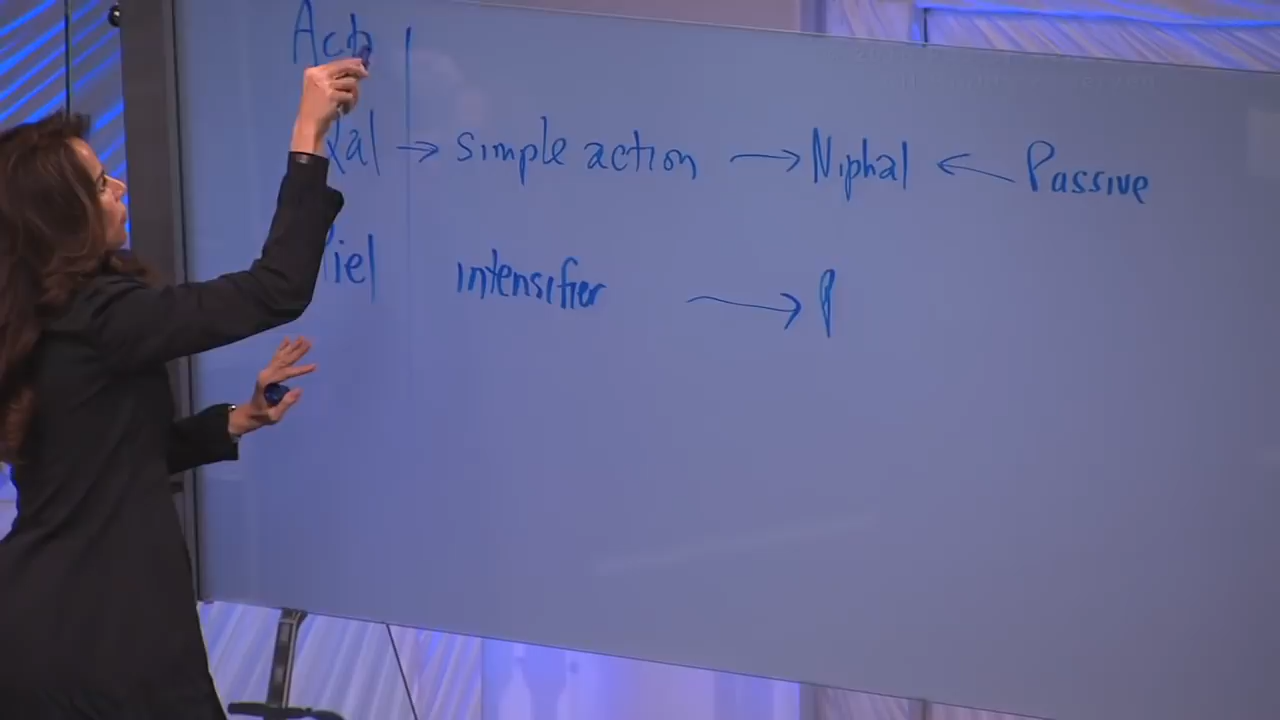 Acti
Qal → simple action → Niphal ← Passive
Piel intensifier → P